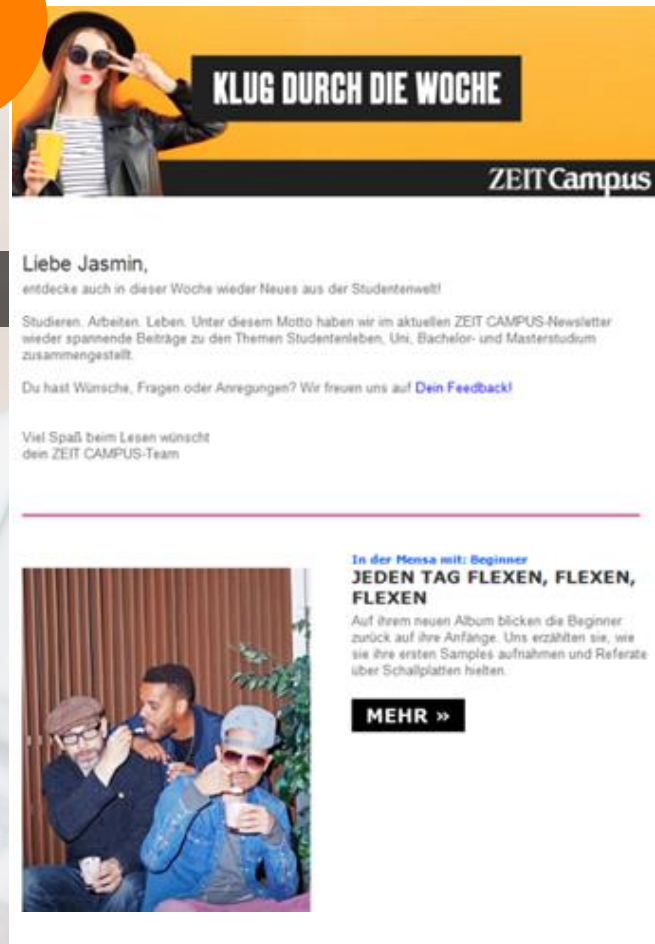 KLUG DURCH DIE WOCHE
ZEIT Campus
Liebe Jasmin,
entdecke auch in dieser Woche wieder Neues aus der Studentenwelt!
Studieren. Arbeiten. Leben. Unter diesem Motto haben wir im aktuellen ZEIT CAMPUS-Newsletter
wieder spannende Beiträge zu den Themen Studentenleben, Uni, Bachelor- und Masterstudium
zusammengestellt.
Du hast Wünsche, Fragen oder Anregungen? Wir freuen uns auf Dein Feedback!
Viel Spaß beim Lesen wünscht
dein ZEIT CAMPUS-Team
In der Mensa mit: Beginner
JEDEN TAG FLEXEN, FLEXEN,
FLEXEN
Auf ihrem neuen Album blicken die Beginner
zurück auf ihre Anfänge. Uns erzählten sie, wie
sie ihre ersten Samples aufnahmen und Referate
über Schallplatten hielten.
MEHR »